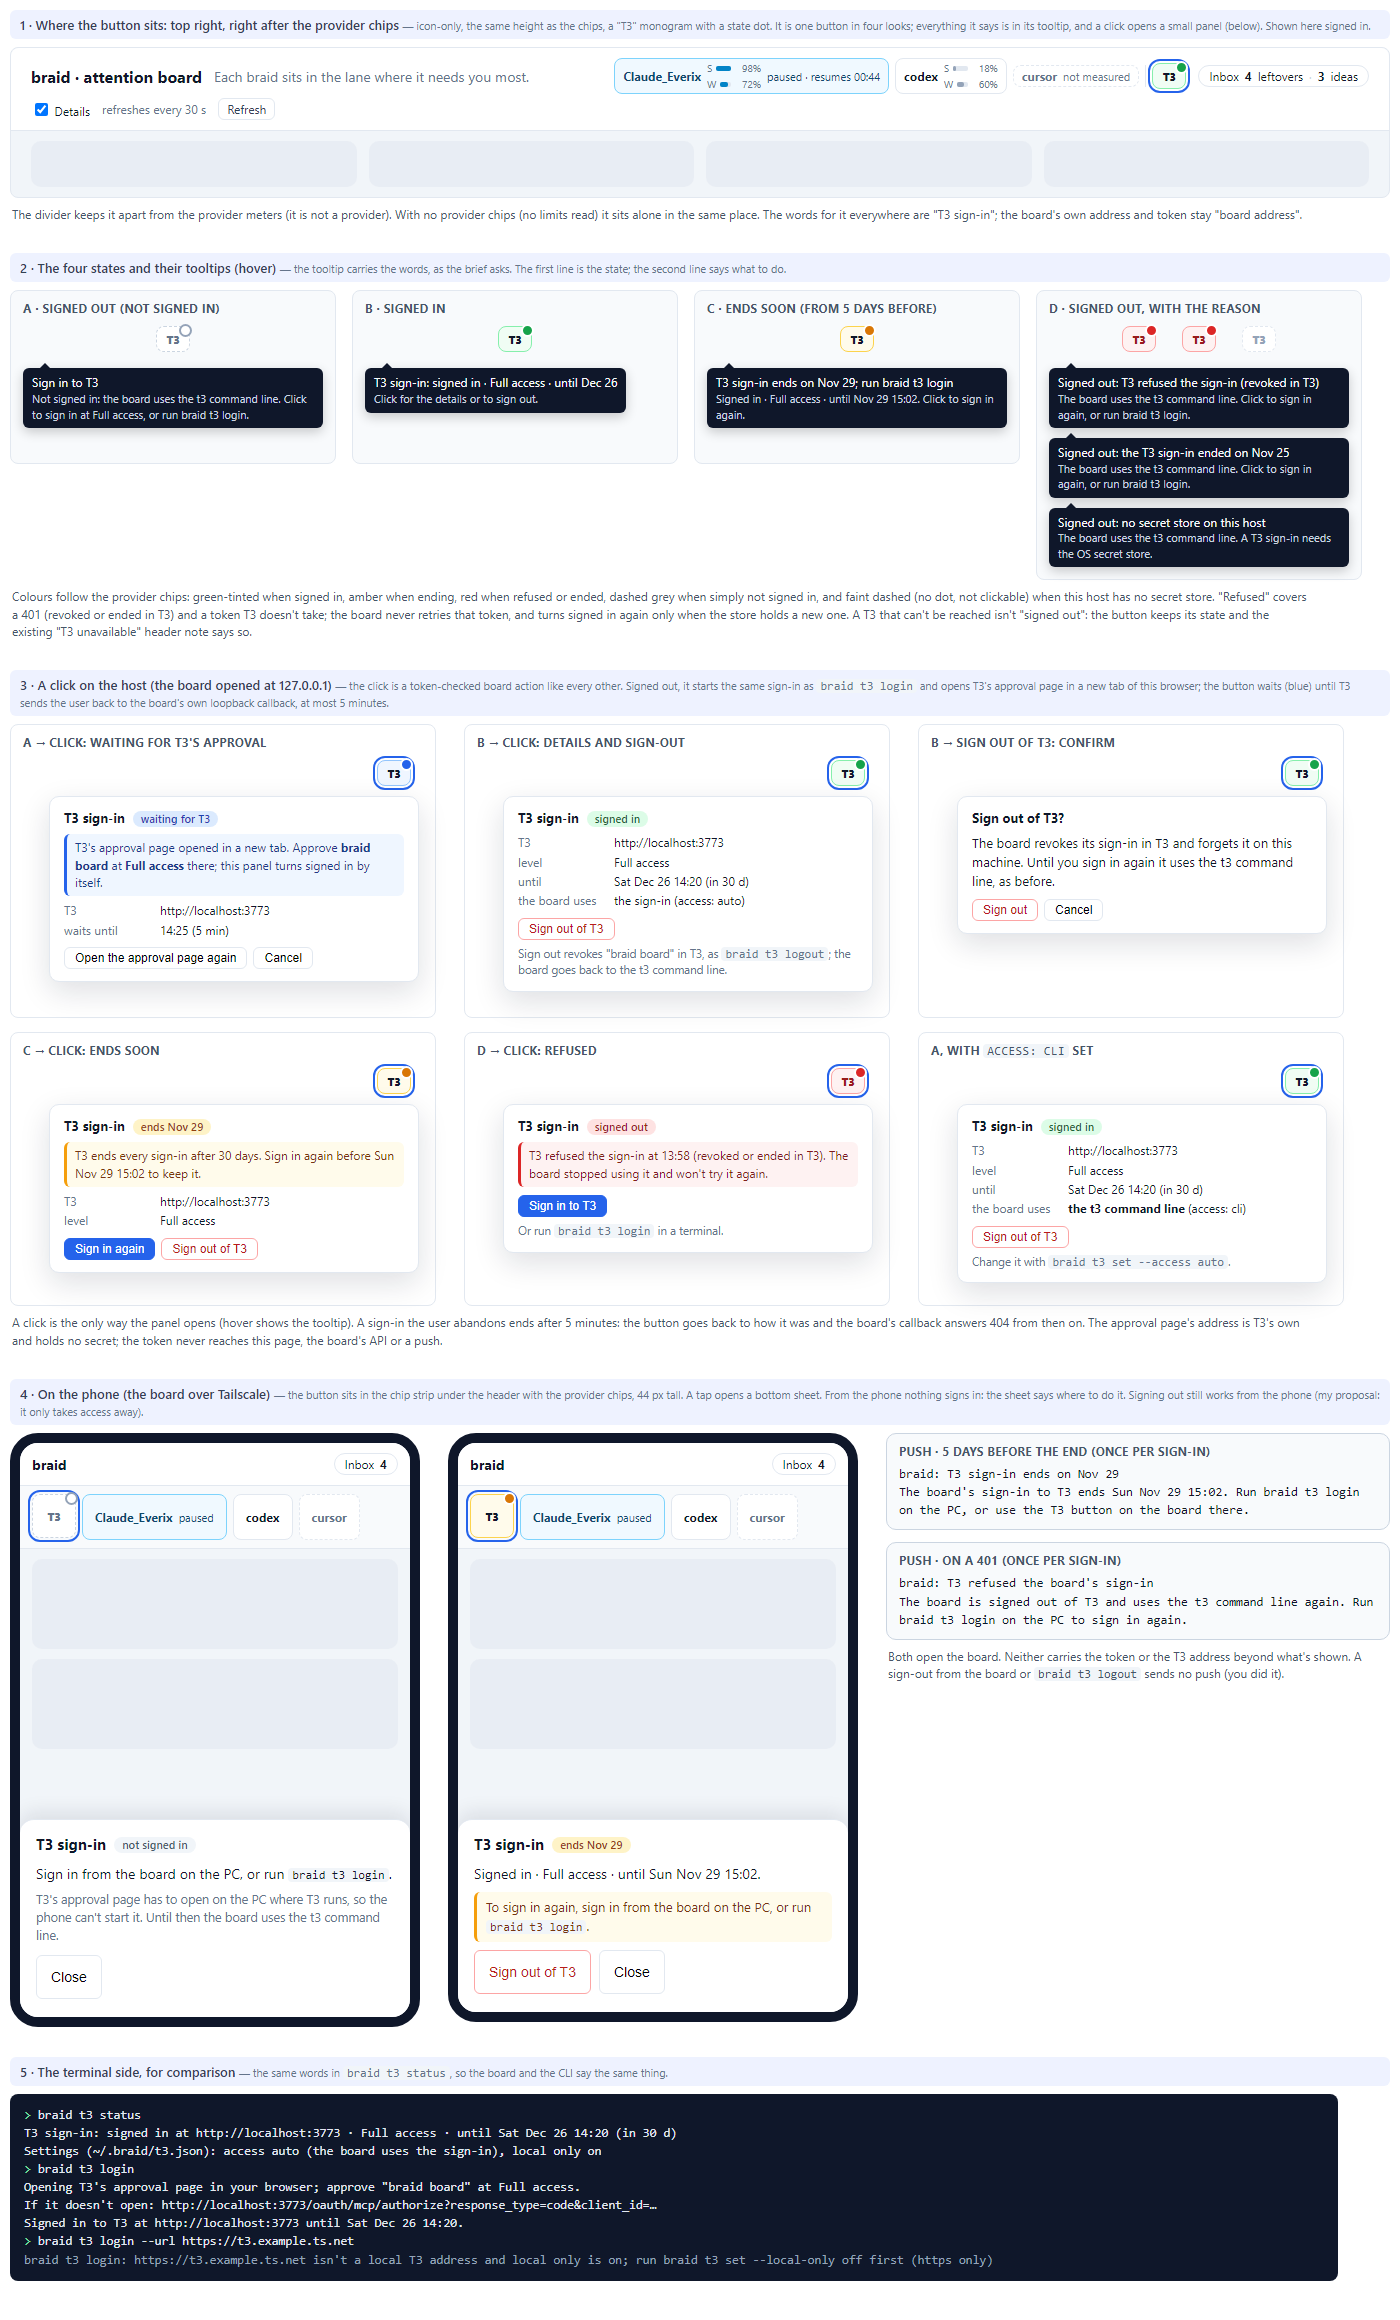 1 · Where the button sits: top right, right after the provider chips — icon-only, the same height as the chips, a "T3" monogram with a state dot. It is one button in four looks; everything it says is in its tooltip, and a click opens a small panel (below). Shown here signed in.
braid · attention board Each braid sits in the lane where it needs you most.
Claude_Everix S 98% W 72% paused · resumes 00:44
codex S 18% W 60%
cursor not measured
T3
Inbox 4 leftovers · 3 ideas
Details refreshes every 30 s Refresh
The divider keeps it apart from the provider meters (it is not a provider). With no provider chips (no limits read) it sits alone in the same place. The words for it everywhere are "T3 sign-in"; the board's own address and token stay "board address".
2 · The four states and their tooltips (hover) — the tooltip carries the words, as the brief asks. The first line is the state; the second line says what to do.
A · SIGNED OUT (NOT SIGNED IN)
T3
Sign in to T3
Not signed in: the board uses the t3 command line. Click
to sign in at Full access, or run braid t3 login.
B · SIGNED IN
T3
T3 sign-in: signed in · Full access · until Dec 26
Click for the details or to sign out.
C · ENDS SOON (FROM 5 DAYS BEFORE)
T3
T3 sign-in ends on Nov 29; run braid t3 login
Signed in · Full access · until Nov 29 15:02. Click to sign in
again.
D · SIGNED OUT, WITH THE REASON
T3 T3 T3
Signed out: T3 refused the sign-in (revoked in T3)
The board uses the t3 command line. Click to sign in
again, or run braid t3 login.
Signed out: the T3 sign-in ended on Nov 25
The board uses the t3 command line. Click to sign in
again, or run braid t3 login.
Signed out: no secret store on this host
The board uses the t3 command line. A T3 sign-in needs
the OS secret store.
Colours follow the provider chips: green-tinted when signed in, amber when ending, red when refused or ended, dashed grey when simply not signed in, and faint dashed (no dot, not clickable) when this host has no secret store. "Refused" covers
a 401 (revoked or ended in T3) and a token T3 doesn't take; the board never retries that token, and turns signed in again only when the store holds a new one. A T3 that can't be reached isn't "signed out": the button keeps its state and the
existing "T3 unavailable" header note says so.
3 · A click on the host (the board opened at 127.0.0.1) — the click is a token-checked board action like every other. Signed out, it starts the same sign-in as braid t3 login and opens T3's approval page in a new tab of this browser; the button waits (blue) until T3
sends the user back to the board's own loopback callback, at most 5 minutes.
A → CLICK: WAITING FOR T3'S APPROVAL
T3
T3 sign-in waiting for T3
T3's approval page opened in a new tab. Approve braid
board at Full access there; this panel turns signed in by
itself.
T3 http://localhost:3773
waits until 14:25 (5 min)
Open the approval page again Cancel
B → CLICK: DETAILS AND SIGN-OUT
T3
T3 sign-in signed in
T3 http://localhost:3773
level Full access
until Sat Dec 26 14:20 (in 30 d)
the board uses the sign-in (access: auto)
Sign out of T3
Sign out revokes "braid board" in T3, as braid t3 logout; the
board goes back to the t3 command line.
B → SIGN OUT OF T3: CONFIRM
T3
Sign out of T3?
The board revokes its sign-in in T3 and forgets it on this
machine. Until you sign in again it uses the t3 command
line, as before.
Sign out Cancel
C → CLICK: ENDS SOON
T3
T3 sign-in ends Nov 29
T3 ends every sign-in after 30 days. Sign in again before Sun
Nov 29 15:02 to keep it.
T3 http://localhost:3773
level Full access
Sign in again Sign out of T3
D → CLICK: REFUSED
T3
T3 sign-in signed out
T3 refused the sign-in at 13:58 (revoked or ended in T3). The
board stopped using it and won't try it again.
Sign in to T3
Or run braid t3 login in a terminal.
A, WITH ACCESS: CLI SET
T3
T3 sign-in signed in
T3 http://localhost:3773
level Full access
until Sat Dec 26 14:20 (in 30 d)
the board uses the t3 command line (access: cli)
Sign out of T3
Change it with braid t3 set --access auto.
A click is the only way the panel opens (hover shows the tooltip). A sign-in the user abandons ends after 5 minutes: the button goes back to how it was and the board's callback answers 404 from then on. The approval page's address is T3's own
and holds no secret; the token never reaches this page, the board's API or a push.
4 · On the phone (the board over Tailscale) — the button sits in the chip strip under the header with the provider chips, 44 px tall. A tap opens a bottom sheet. From the phone nothing signs in: the sheet says where to do it. Signing out still works from the phone (my proposal:
it only takes access away).
braid Inbox 4
T3 Claude_Everix paused codex cursor
T3 sign-in not signed in
Sign in from the board on the PC, or run braid t3 login.
T3's approval page has to open on the PC where T3 runs, so the
phone can't start it. Until then the board uses the t3 command
line.
Close
braid Inbox 4
T3 Claude_Everix paused codex cursor
T3 sign-in ends Nov 29
Signed in · Full access · until Sun Nov 29 15:02.
To sign in again, sign in from the board on the PC, or run
braid t3 login.
Sign out of T3 Close
PUSH · 5 DAYS BEFORE THE END (ONCE PER SIGN-IN)
braid: T3 sign-in ends on Nov 29
The board's sign-in to T3 ends Sun Nov 29 15:02. Run braid t3 login
on the PC, or use the T3 button on the board there.
PUSH · ON A 401 (ONCE PER SIGN-IN)
braid: T3 refused the board's sign-in
The board is signed out of T3 and uses the t3 command line again. Run
braid t3 login on the PC to sign in again.
Both open the board. Neither carries the token or the T3 address beyond what's shown. A
sign-out from the board or braid t3 logout sends no push (you did it).
5 · The terminal side, for comparison — the same words in braid t3 status, so the board and the CLI say the same thing.
> braid t3 status
T3 sign-in: signed in at http://localhost:3773 · Full access · until Sat Dec 26 14:20 (in 30 d)
Settings (~/.braid/t3.json): access auto (the board uses the sign-in), local only on
> braid t3 login
Opening T3's approval page in your browser; approve "braid board" at Full access.
If it doesn't open: http://localhost:3773/oauth/mcp/authorize?response_type=code&client_id=…
Signed in to T3 at http://localhost:3773 until Sat Dec 26 14:20.
> braid t3 login --url https://t3.example.ts.net
braid t3 login: https://t3.example.ts.net isn't a local T3 address and local only is on; run braid t3 set --local-only off first (https only)